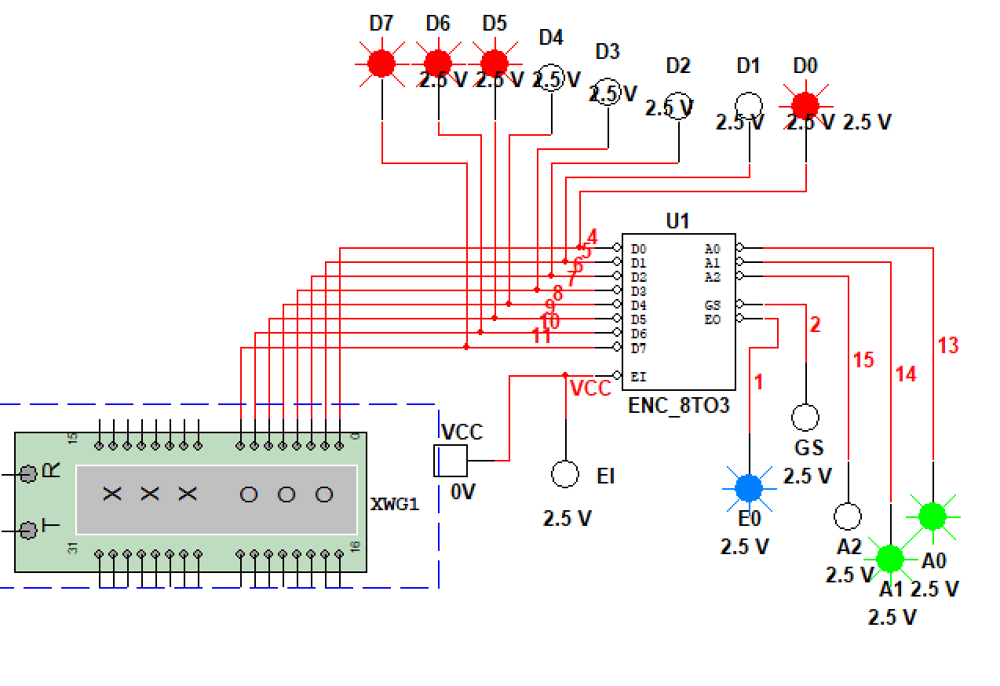 D7 D6 D5 D4 D3 D2 D1 D0
2.5 V 2.5 V 2.5 V 2.5 V 2.5 V 2.5 V 2.5 V 2.5 V
U1
4
5
6
7
8
9
10
11
D0 A0
D1 A1
D2 A2
D3
D4 GS
D5 EO
D6
D7
EI
VCC
ENC_8TO3
1
2
15
14
13
15 0
R
T
X X X O O O
31 16
XWG1
VCC
0V
EI
2.5 V
GS
2.5 V
E0
2.5 V
A2
2.5 V
A1
2.5 V
A0
2.5 V